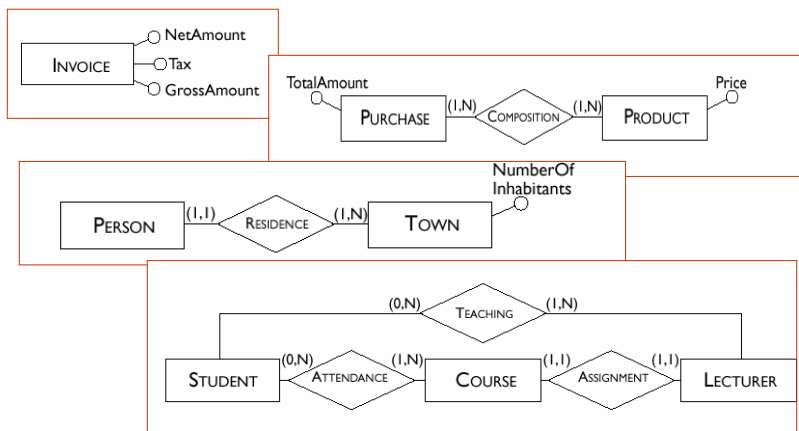 NetAmount
INVOICE
Tax
GrossAmount
TotalAmount
Price
PURCHASE
(1,N)
COMPOSITION
(1,N)
PRODUCT
NumberOf
Inhabitants
PERSON
(1,1)
RESIDENCE
(1,N)
TOWN
(0,N)
TEACHING
(1,N)
STUDENT
(0,N)
ATTENDANCE
(1,N)
COURSE
(1,1)
ASSIGNMENT
(1,1)
LECTURER